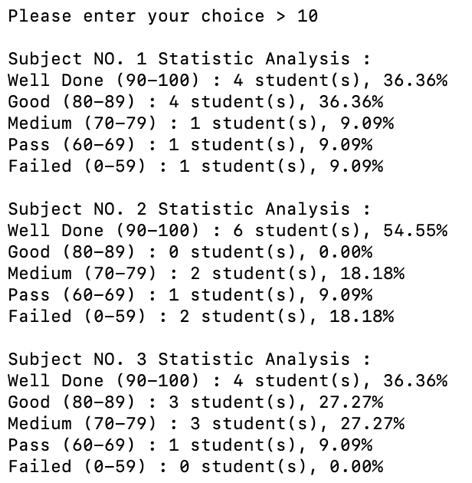 Please enter your choice > 10
Subject NO. 1 Statistic Analysis :
Well Done (90-100) : 4 student(s), 36.36%
Good (80-89) : 4 student(s), 36.36%
Medium (70-79) : 1 student(s), 9.09%
Pass (60-69) : 1 student(s), 9.09%
Failed (0-59) : 1 student(s), 9.09%
Subject NO. 2 Statistic Analysis :
Well Done (90-100) : 6 student(s), 54.55%
Good (80-89) : 0 student(s), 0.00%
Medium (70-79) : 2 student(s), 18.18%
Pass (60-69) : 1 student(s), 9.09%
Failed (0-59) : 2 student(s), 18.18%
Subject NO. 3 Statistic Analysis :
Well Done (90-100) : 4 student(s), 36.36%
Good (80-89) : 3 student(s), 27.27%
Medium (70-79) : 3 student(s), 27.27%
Pass (60-69) : 1 student(s), 9.09%
Failed (0-59) : 0 student(s), 0.00%